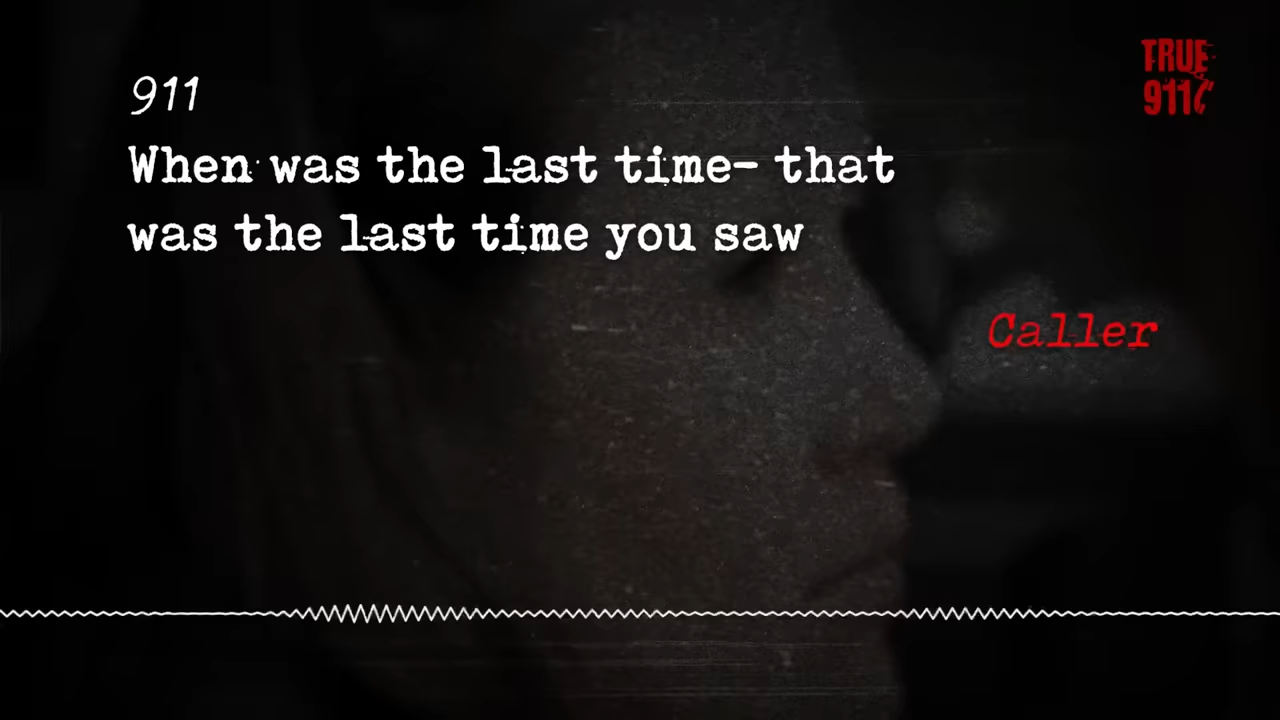 911
When was the last time- that
was the last time you saw
Caller
TRUE
911